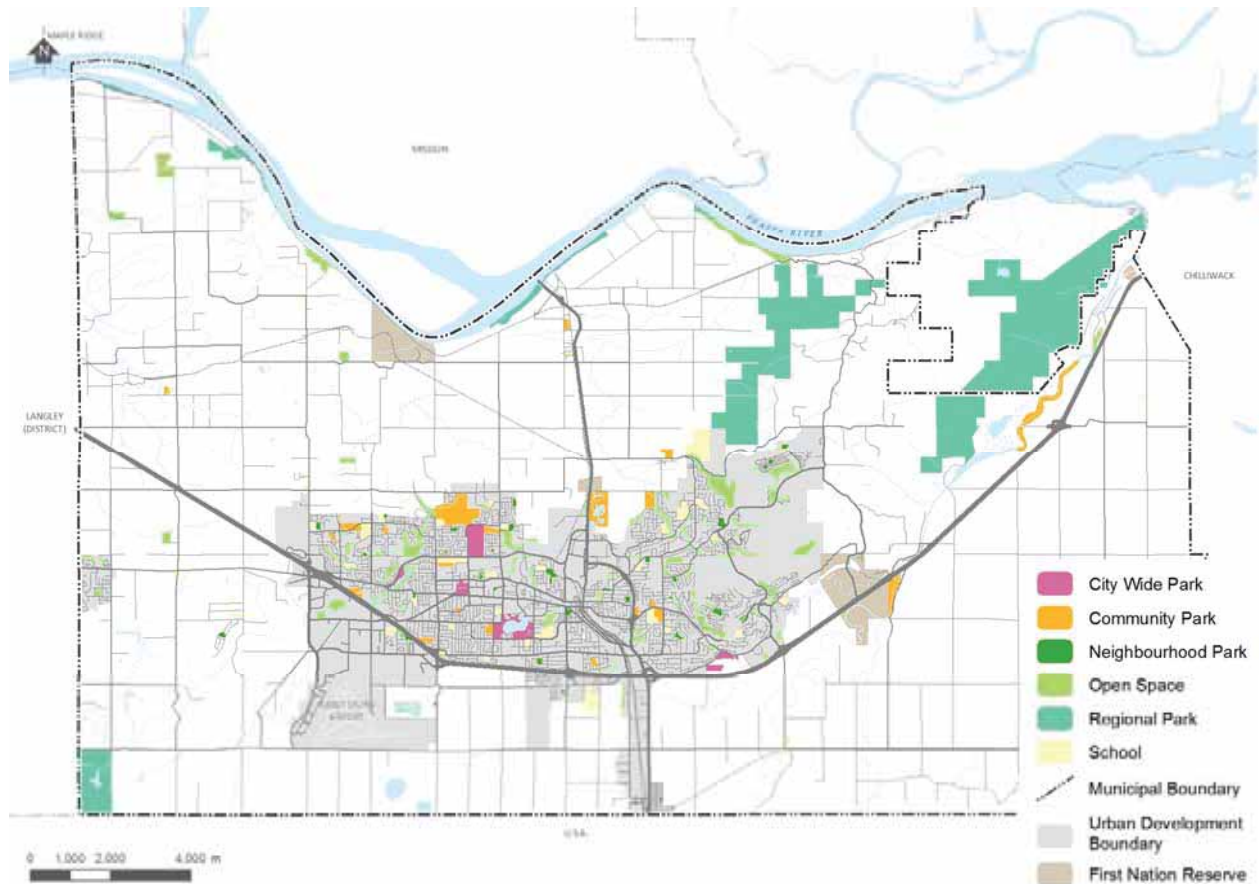 MAPLE RIDGE
N
MISSION
FRASER RIVER
CHILLIWACK
LANGLEY
(DISTRICT)
City Wide Park
Community Park
Neighbourhood Park
Open Space
Regional Park
School
Municipal Boundary
Urban Development
Boundary
First Nation Reserve
U.S.A.
0 1.000 2.000 4.000 m